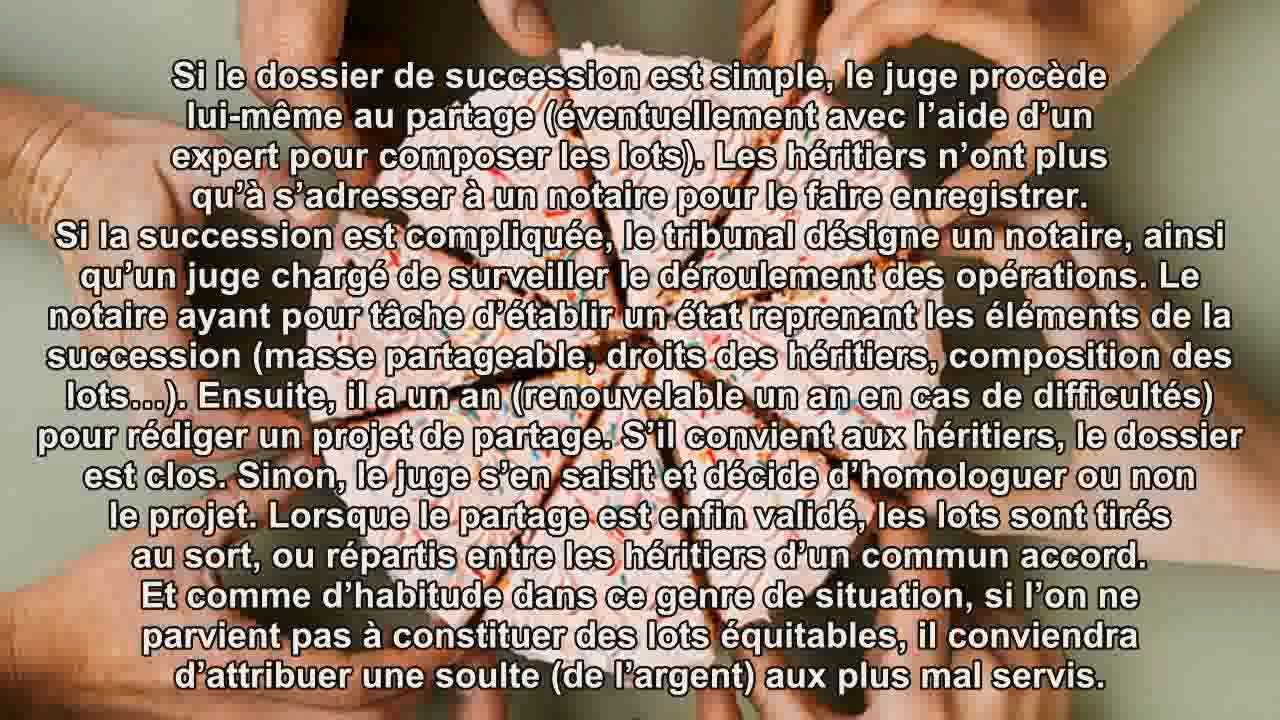 Si le dossier de succession est simple, le juge procède
lui-même au partage (éventuellement avec l’aide d’un
expert pour composer les lots). Les héritiers n’ont plus
qu’à s’adresser à un notaire pour le faire enregistrer.
Si la succession est compliquée, le tribunal désigne un notaire, ainsi
qu’un juge chargé de surveiller le déroulement des opérations. Le
notaire ayant pour tâche d’établir un état reprenant les éléments de la
succession (masse partageable, droits des héritiers, composition des
lots…). Ensuite, il a un an (renouvelable un an en cas de difficultés)
pour rédiger un projet de partage. S’il convient aux héritiers, le dossier
est clos. Sinon, le juge s’en saisit et décide d’homologuer ou non
le projet. Lorsque le partage est enfin validé, les lots sont tirés
au sort, ou répartis entre les héritiers d’un commun accord.
Et comme d’habitude dans ce genre de situation, si l’on ne
parvient pas à constituer des lots équitables, il conviendra
d’attribuer une soulte (de l’argent) aux plus mal servis.